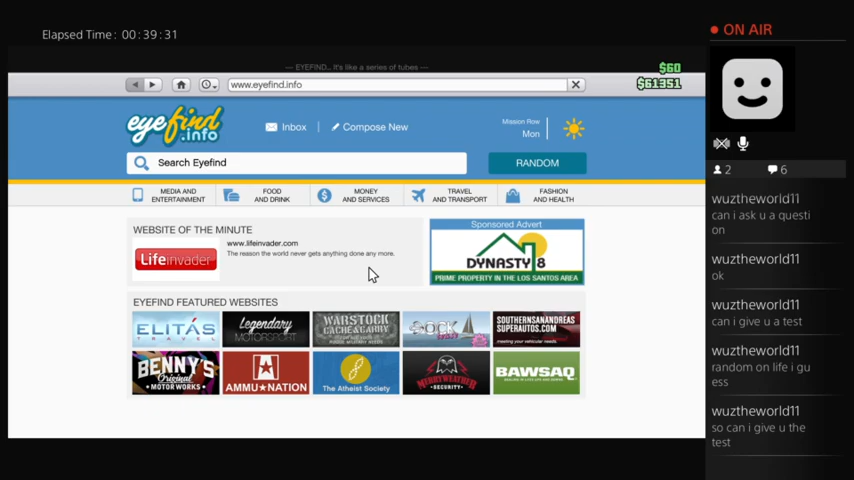 Elapsed Time : 00:39:31
ON AIR
— EYEFIND... It's like a series of tubes —
$60
$61351
www.eyefind.info
eyefind
.info
Inbox
Compose New
Mission Row
Mon
Search Eyefind
RANDOM
MEDIA AND
ENTERTAINMENT
FOOD
AND DRINK
MONEY
AND SERVICES
TRAVEL
AND TRANSPORT
FASHION
AND HEALTH
WEBSITE OF THE MINUTE
Lifeinvader
www.lifeinvader.com
The reason the world never gets anything done any more.
Sponsored Advert
DYNASTY 8
PRIME PROPERTY IN THE LOS SANTOS AREA
EYEFIND FEATURED WEBSITES
ELITÁS
TRAVEL
Legendary
MOTORSPORT
WARSTOCK
CACHE & CARRY
SOUTHERNSANANDREAS
SUPERAUTOS.COM
meeting your vehicular needs.
BENNY'S
Original
MOTOR WORKS
AMMU★NATION
The Atheist Society
MERRYWEATHER
SECURITY
BAWSAQ
2
6
wuztheworld11
can i ask u a questi
on
wuztheworld11
ok
wuztheworld11
can i give u a test
wuztheworld11
random on life i gu
ess
wuztheworld11
so can i give u the
test